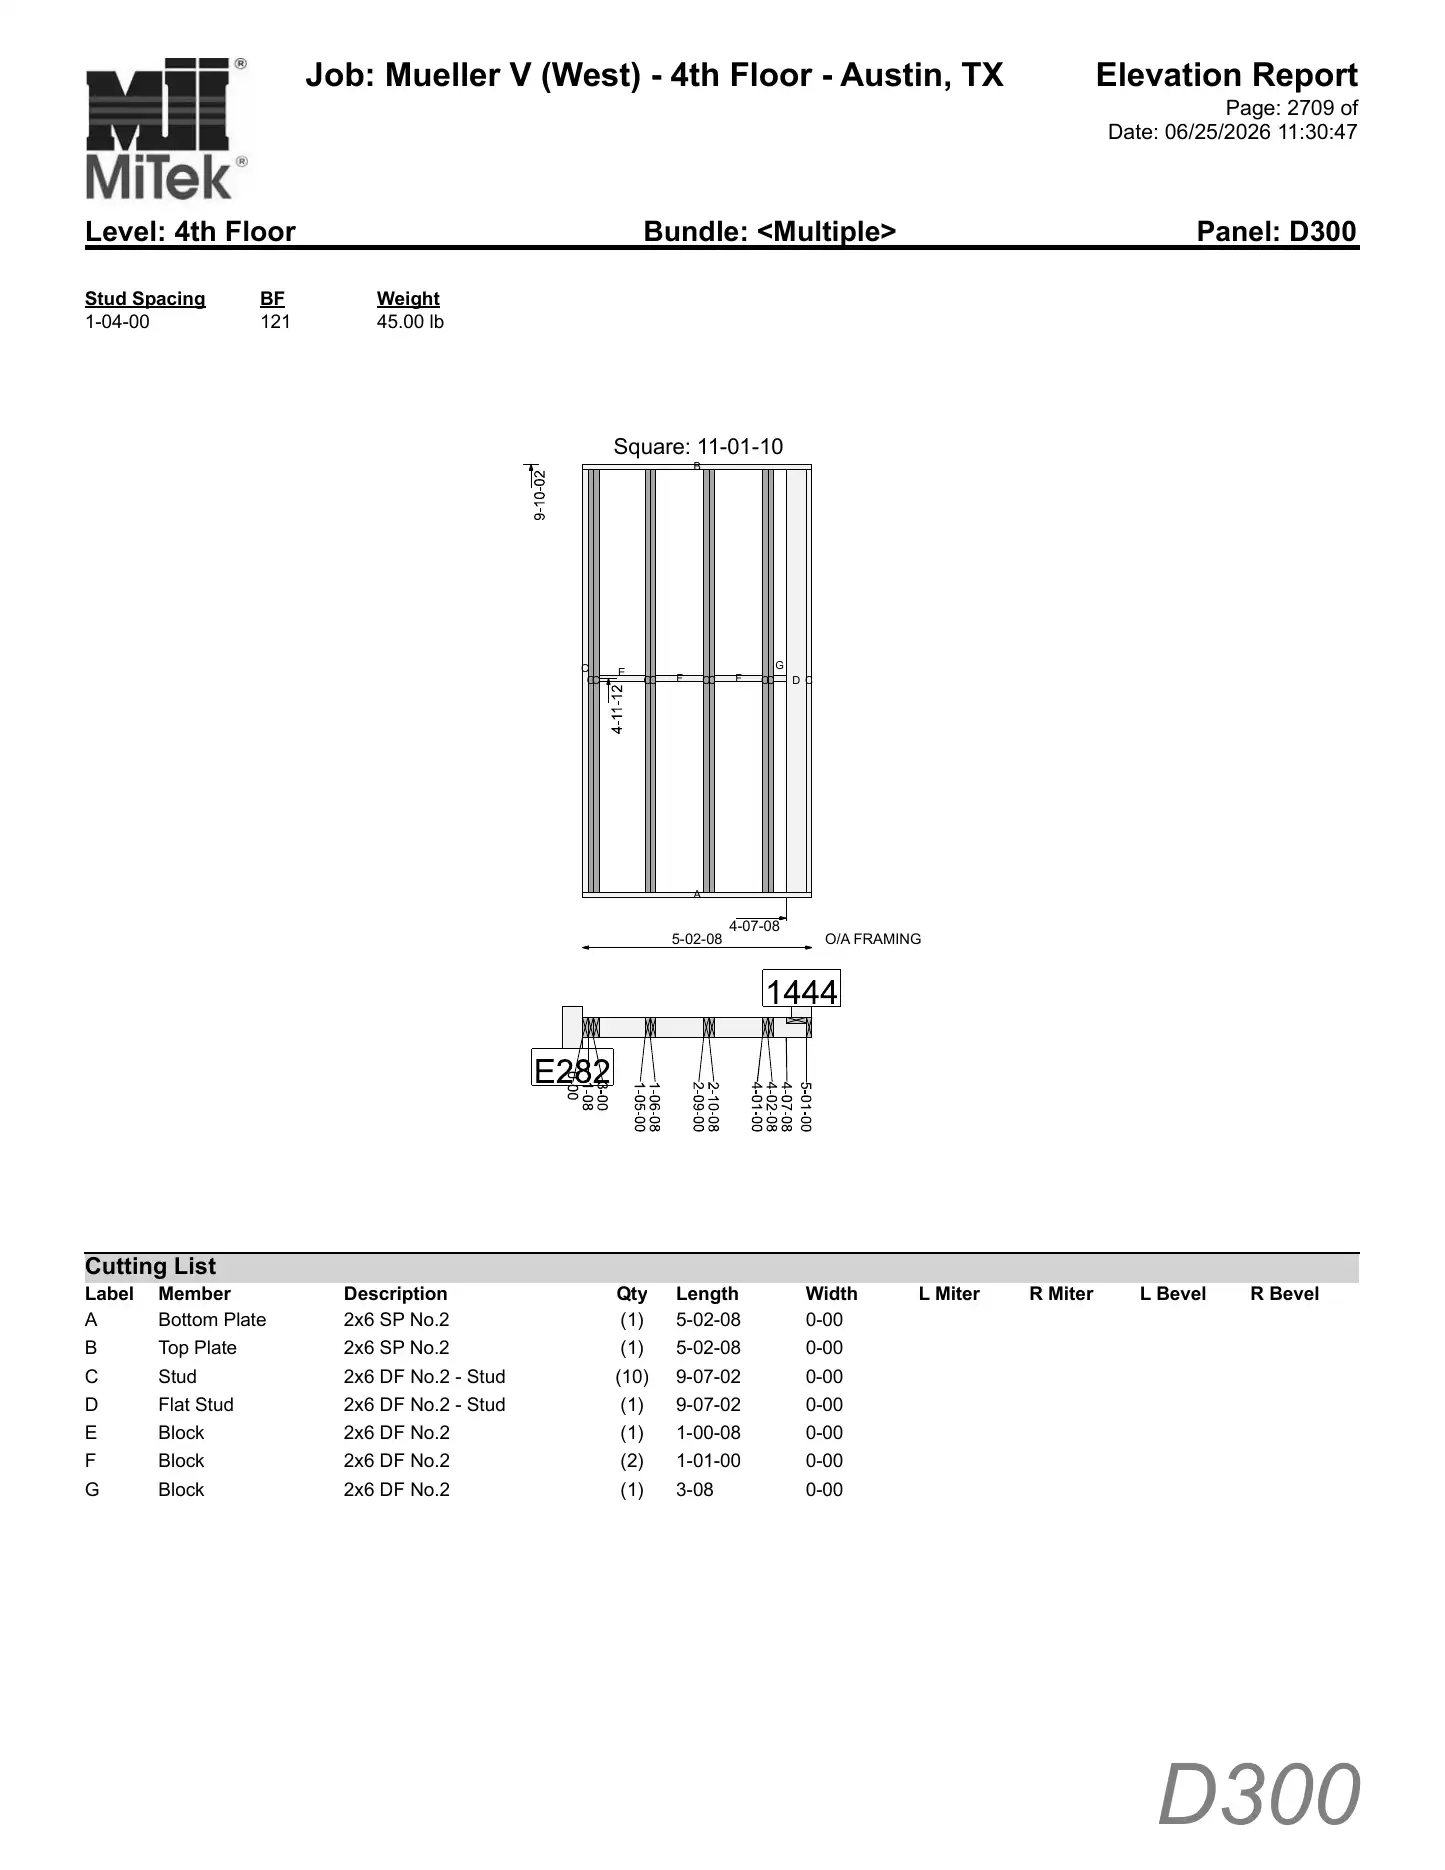 Job: Mueller V (West) - 4th Floor - Austin, TX
Elevation Report
Page: 2709 of
Date: 06/25/2026 11:30:47
MiTek®
Level: 4th Floor Bundle: <Multiple> Panel: D300
Stud Spacing BF Weight
1-04-00 121 45.00 lb
Square: 11-01-10
B
9-10-02
C F G
F F D C
4-11-12
A
4-07-08
5-02-08 O/A FRAMING
1444
E282
0-00 1-08 3-00 1-05-00 1-06-08 2-09-00 2-10-08 4-01-00 4-02-08 4-07-08 5-01-00
Cutting List
Label Member Description Qty Length Width L Miter R Miter L Bevel R Bevel
A Bottom Plate 2x6 SP No.2 (1) 5-02-08 0-00
B Top Plate 2x6 SP No.2 (1) 5-02-08 0-00
C Stud 2x6 DF No.2 - Stud (10) 9-07-02 0-00
D Flat Stud 2x6 DF No.2 - Stud (1) 9-07-02 0-00
E Block 2x6 DF No.2 (1) 1-00-08 0-00
F Block 2x6 DF No.2 (2) 1-01-00 0-00
G Block 2x6 DF No.2 (1) 3-08 0-00
D300